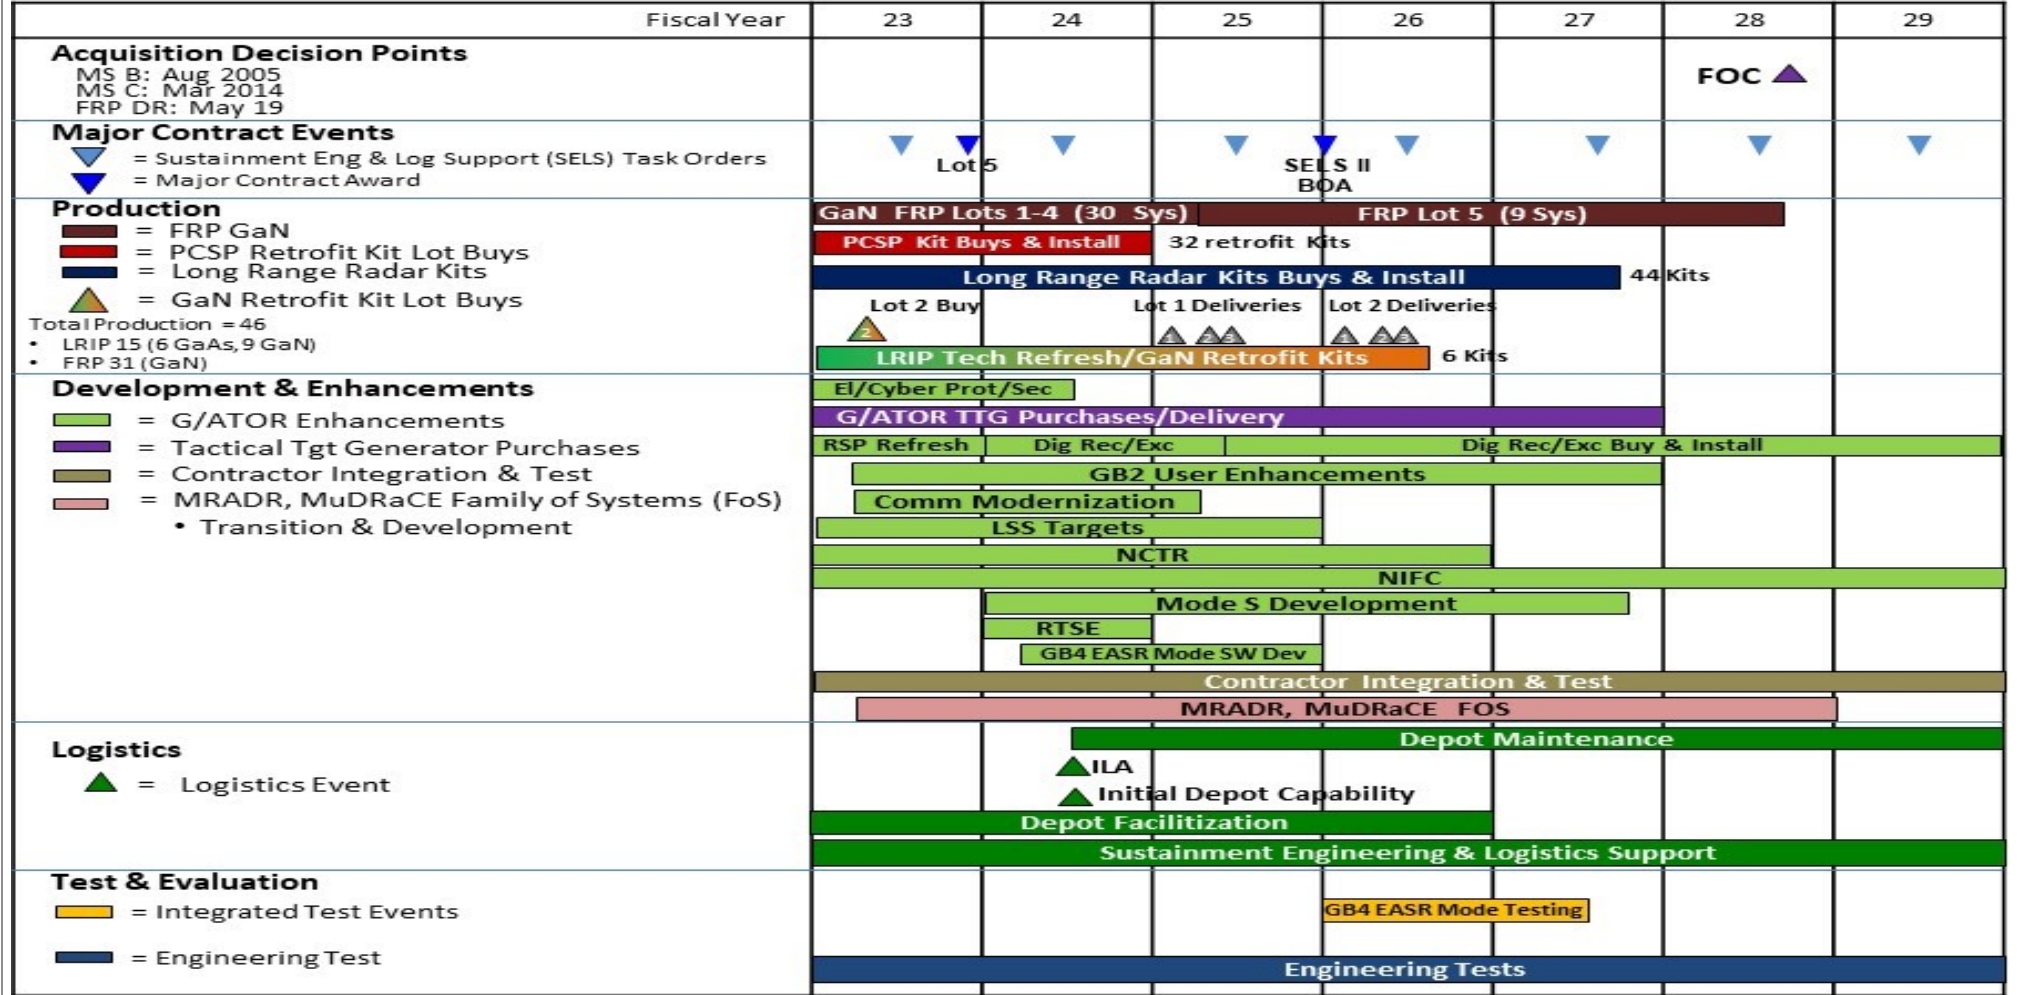 Fiscal Year 23 24 25 26 27 28 29
Acquisition Decision Points
MS B: Aug 2005
MS C: Mar 2014
FRP DR: May 19
FOC
Major Contract Events
= Sustainment Eng & Log Support (SELS) Task Orders
= Major Contract Award
Lot 5
SELS II
BOA
Production
= FRP GaN
= PCSP Retrofit Kit Lot Buys
= Long Range Radar Kits
= GaN Retrofit Kit Lot Buys
Total Production = 46
• LRIP 15 (6 GaAs, 9 GaN)
• FRP 31 (GaN)
GaN FRP Lots 1-4 (30 Sys)
FRP Lot 5 (9 Sys)
PCSP Kit Buys & Install
32 retrofit Kits
Long Range Radar Kits Buys & Install
44 Kits
Lot 2 Buy
Lot 1 Deliveries
Lot 2 Deliveries
2
1 2 3
1 2 3
LRIP Tech Refresh/GaN Retrofit Kits
6 Kits
Development & Enhancements
= G/ATOR Enhancements
= Tactical Tgt Generator Purchases
= Contractor Integration & Test
= MRADR, MuDRaCE Family of Systems (FoS)
• Transition & Development
El/Cyber Prot/Sec
G/ATOR TTG Purchases/Delivery
RSP Refresh
Dig Rec/Exc
Dig Rec/Exc Buy & Install
GB2 User Enhancements
Comm Modernization
LSS Targets
NCTR
NIFC
Mode S Development
RTSE
GB4 EASR Mode SW Dev
Contractor Integration & Test
MRADR, MuDRaCE FOS
Logistics
= Logistics Event
Depot Maintenance
ILA
Initial Depot Capability
Depot Facilitization
Sustainment Engineering & Logistics Support
Test & Evaluation
= Integrated Test Events
= Engineering Test
GB4 EASR Mode Testing
Engineering Tests